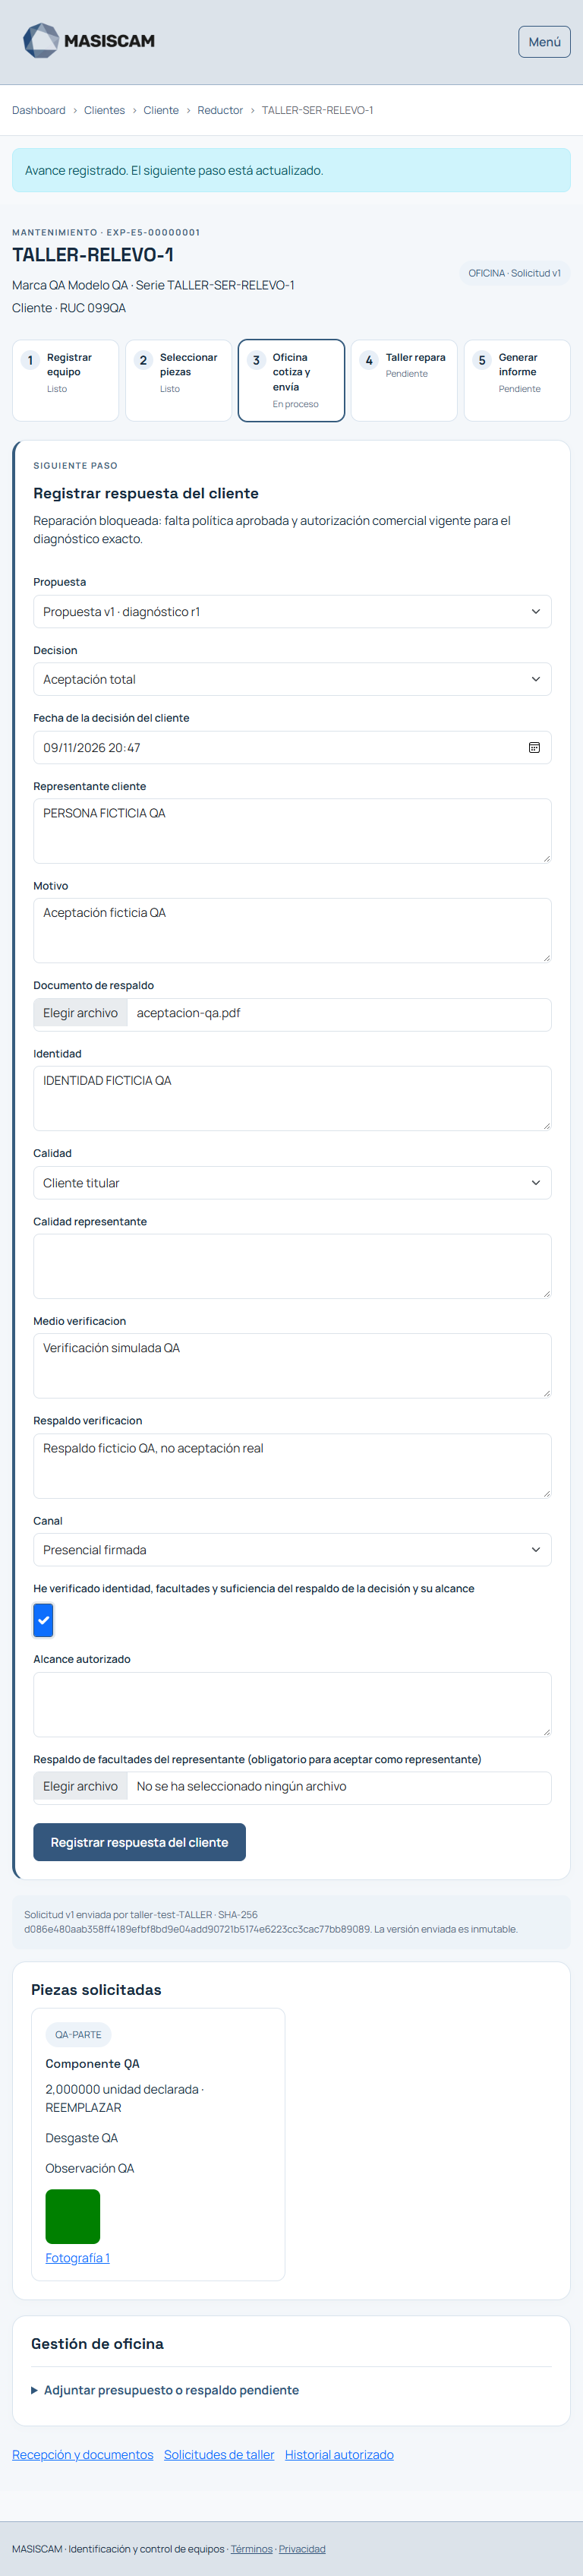 MASISCAM
Menú
Dashboard > Clientes > Cliente > Reductor > TALLER-SER-RELEVO-1
Avance registrado. El siguiente paso está actualizado.
MANTENIMIENTO · EXP-E5-00000001
TALLER-RELEVO-1
Marca QA Modelo QA · Serie TALLER-SER-RELEVO-1
Cliente · RUC 099QA
OFICINA · Solicitud v1
1
Registrar
equipo
Listo
2
Seleccionar
piezas
Listo
3
Oficina
cotiza y
envía
En proceso
4
Taller repara
Pendiente
5
Generar
informe
Pendiente
SIGUIENTE PASO
Registrar respuesta del cliente
Reparación bloqueada: falta política aprobada y autorización comercial vigente para el
diagnóstico exacto.
Propuesta
Propuesta v1 · diagnóstico r1
Decision
Aceptación total
Fecha de la decisión del cliente
09/11/2026 20:47
Representante cliente
PERSONA FICTICIA QA
Motivo
Aceptación ficticia QA
Documento de respaldo
Elegir archivo aceptacion-qa.pdf
Identidad
IDENTIDAD FICTICIA QA
Calidad
Cliente titular
Calidad representante
Medio verificacion
Verificación simulada QA
Respaldo verificacion
Respaldo ficticio QA, no aceptación real
Canal
Presencial firmada
He verificado identidad, facultades y suficiencia del respaldo de la decisión y su alcance
Alcance autorizado
Respaldo de facultades del representante (obligatorio para aceptar como representante)
Elegir archivo No se ha seleccionado ningún archivo
Registrar respuesta del cliente
Solicitud v1 enviada por taller-test-TALLER · SHA-256
d086e480aab358ff4189efbf8bd9e04add90721b5174e6223cc3cac77bb89089. La versión enviada es inmutable.
Piezas solicitadas
QA-PARTE
Componente QA
2,000000 unidad declarada ·
REEMPLAZAR
Desgaste QA
Observación QA
Fotografía 1
Gestión de oficina
Adjuntar presupuesto o respaldo pendiente
Recepción y documentos Solicitudes de taller Historial autorizado
MASISCAM · Identificación y control de equipos · Términos · Privacidad